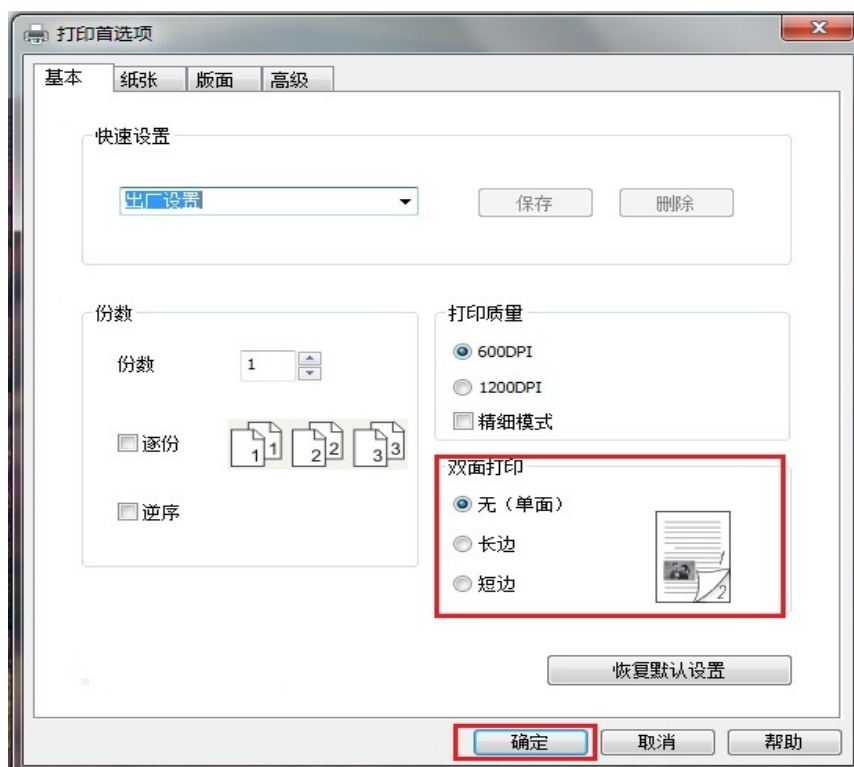 打印首选项
基本 纸张 版面 高级
快速设置
出厂设置 保存 删除
份数
份数 1
逐份 1 1 2 2 3 3
逆序
打印质量
600DPI
1200DPI
精细模式
双面打印
无（单面）
长边
短边
1
2
恢复默认设置
确定 取消 帮助